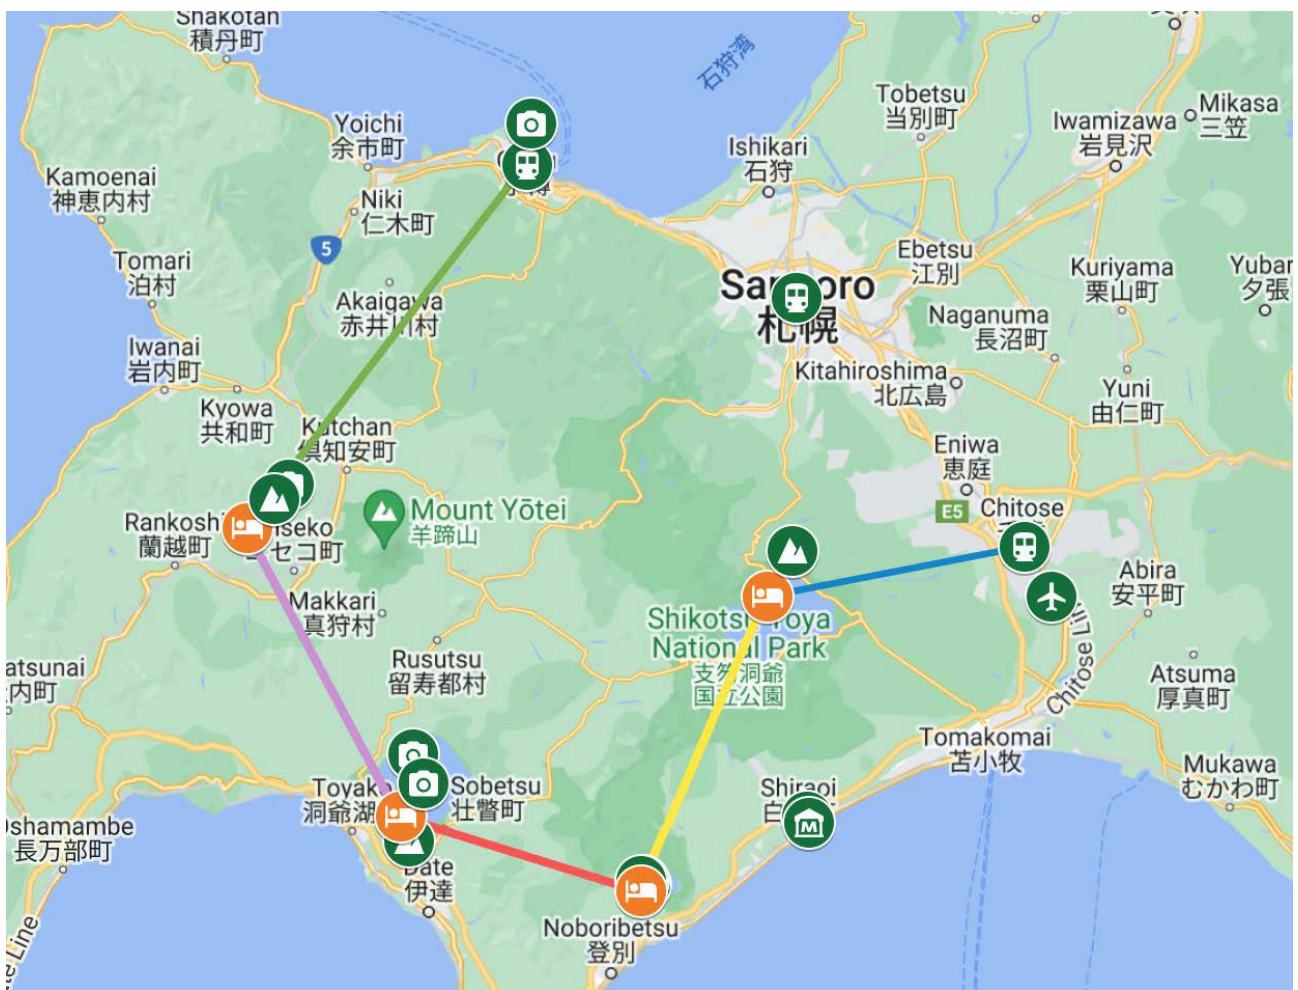 Shakotan
積丹町
石狩湾
Tobetsu
当別町
Mikasa
三笠
Iwamizawa
岩見沢
Yoichi
余市町
Ishikari
石狩
Kamoenai
神恵内村
Niki
仁木町
5
Ebetsu
江別
Tomari
泊村
Kuriyama
栗山町
Yubar
夕張
Akaigawa
赤井川村
Sapporo
札幌
Naganuma
長沼町
Iwanai
岩内町
Kitahiroshima
北広島
Yuni
由仁町
Kyowa
共和町
Kutchan
倶知安町
Eniwa
恵庭
E5
Chitose
Mount Yōtei
羊蹄山
Rankosh
蘭越町
iseko
セコ町
Abira
安平町
Makkari
真狩村
Shikotsu Toya
National Park
支笏洞爺
国立公園
Chitose Lin
Rusutsu
留寿都村
atsunai
内町
Atsuma
厚真町
Tomakomai
苫小牧
Mukawa
むかわ町
Toyako
洞爺湖
Sobetsu
壮瞥町
Shiraoi
白
M
oshamambe
長万部町
Date
伊達
Noboribetsu
登別
e Line